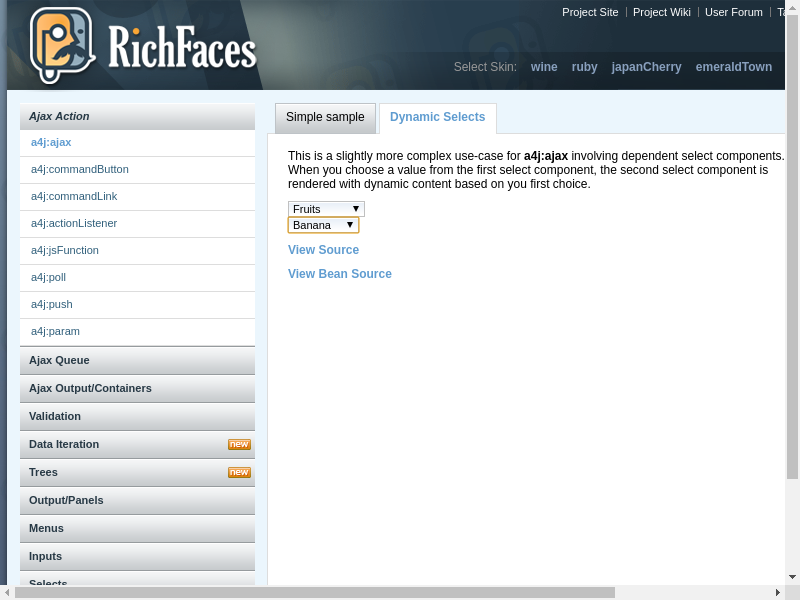 Project Site
Project Wiki
User Forum
RichFaces
Select Skin:
wine
ruby
japanCherry
emeraldTown
Ajax Action
a4j:ajax
a4j:commandButton
a4j:commandLink
a4j:actionListener
a4j:jsFunction
a4j:poll
a4j:push
a4j:param
Ajax Queue
Ajax Output/Containers
Validation
Data Iteration
new
Trees
new
Output/Panels
Menus
Inputs
Selects
Simple sample
Dynamic Selects
This is a slightly more complex use-case for a4j:ajax involving dependent select components.
When you choose a value from the first select component, the second select component is
rendered with dynamic content based on you first choice.
Fruits
Banana
View Source
View Bean Source